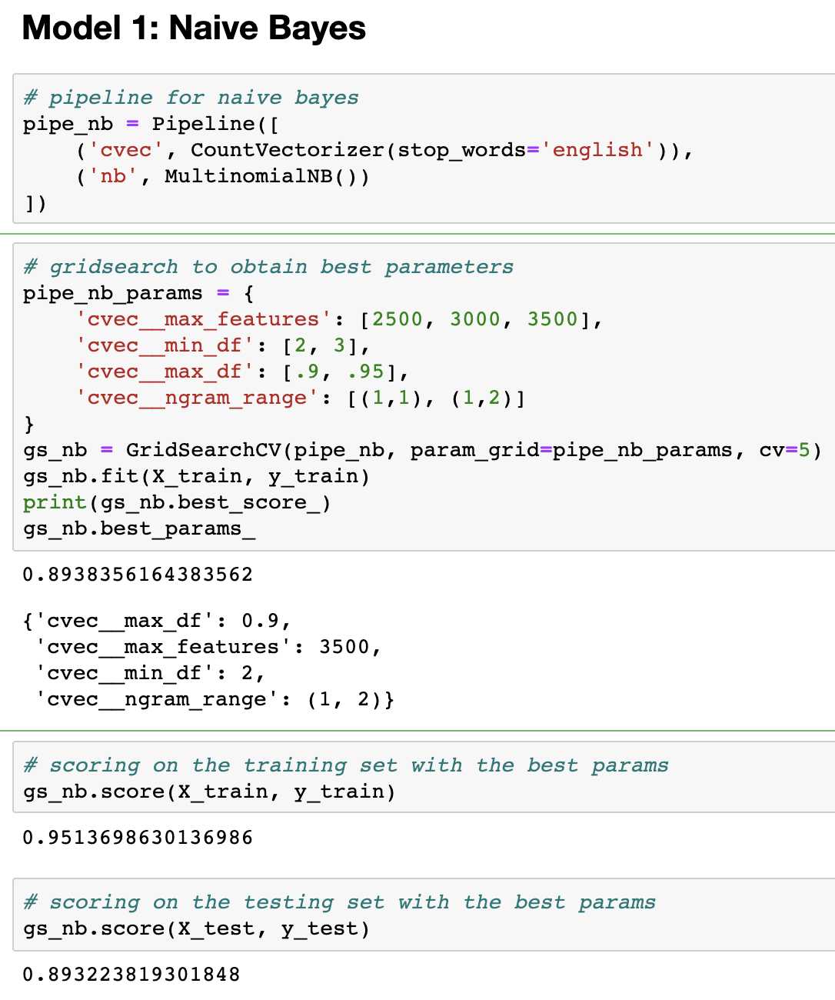 Model 1: Naive Bayes
# pipeline for naive bayes
pipe_nb = Pipeline([
    ('cvec', CountVectorizer(stop_words='english')),
    ('nb', MultinomialNB())
])
# gridsearch to obtain best parameters
pipe_nb_params = {
    'cvec__max_features': [2500, 3000, 3500],
    'cvec__min_df': [2, 3],
    'cvec__max_df': [.9, .95],
    'cvec__ngram_range': [(1,1), (1,2)]
}
gs_nb = GridSearchCV(pipe_nb, param_grid=pipe_nb_params, cv=5)
gs_nb.fit(X_train, y_train)
print(gs_nb.best_score_)
gs_nb.best_params_
0.8938356164383562
{'cvec__max_df': 0.9,
 'cvec__max_features': 3500,
 'cvec__min_df': 2,
 'cvec__ngram_range': (1, 2)}
# scoring on the training set with the best params
gs_nb.score(X_train, y_train)
0.9513698630136986
# scoring on the testing set with the best params
gs_nb.score(X_test, y_test)
0.893223819301848